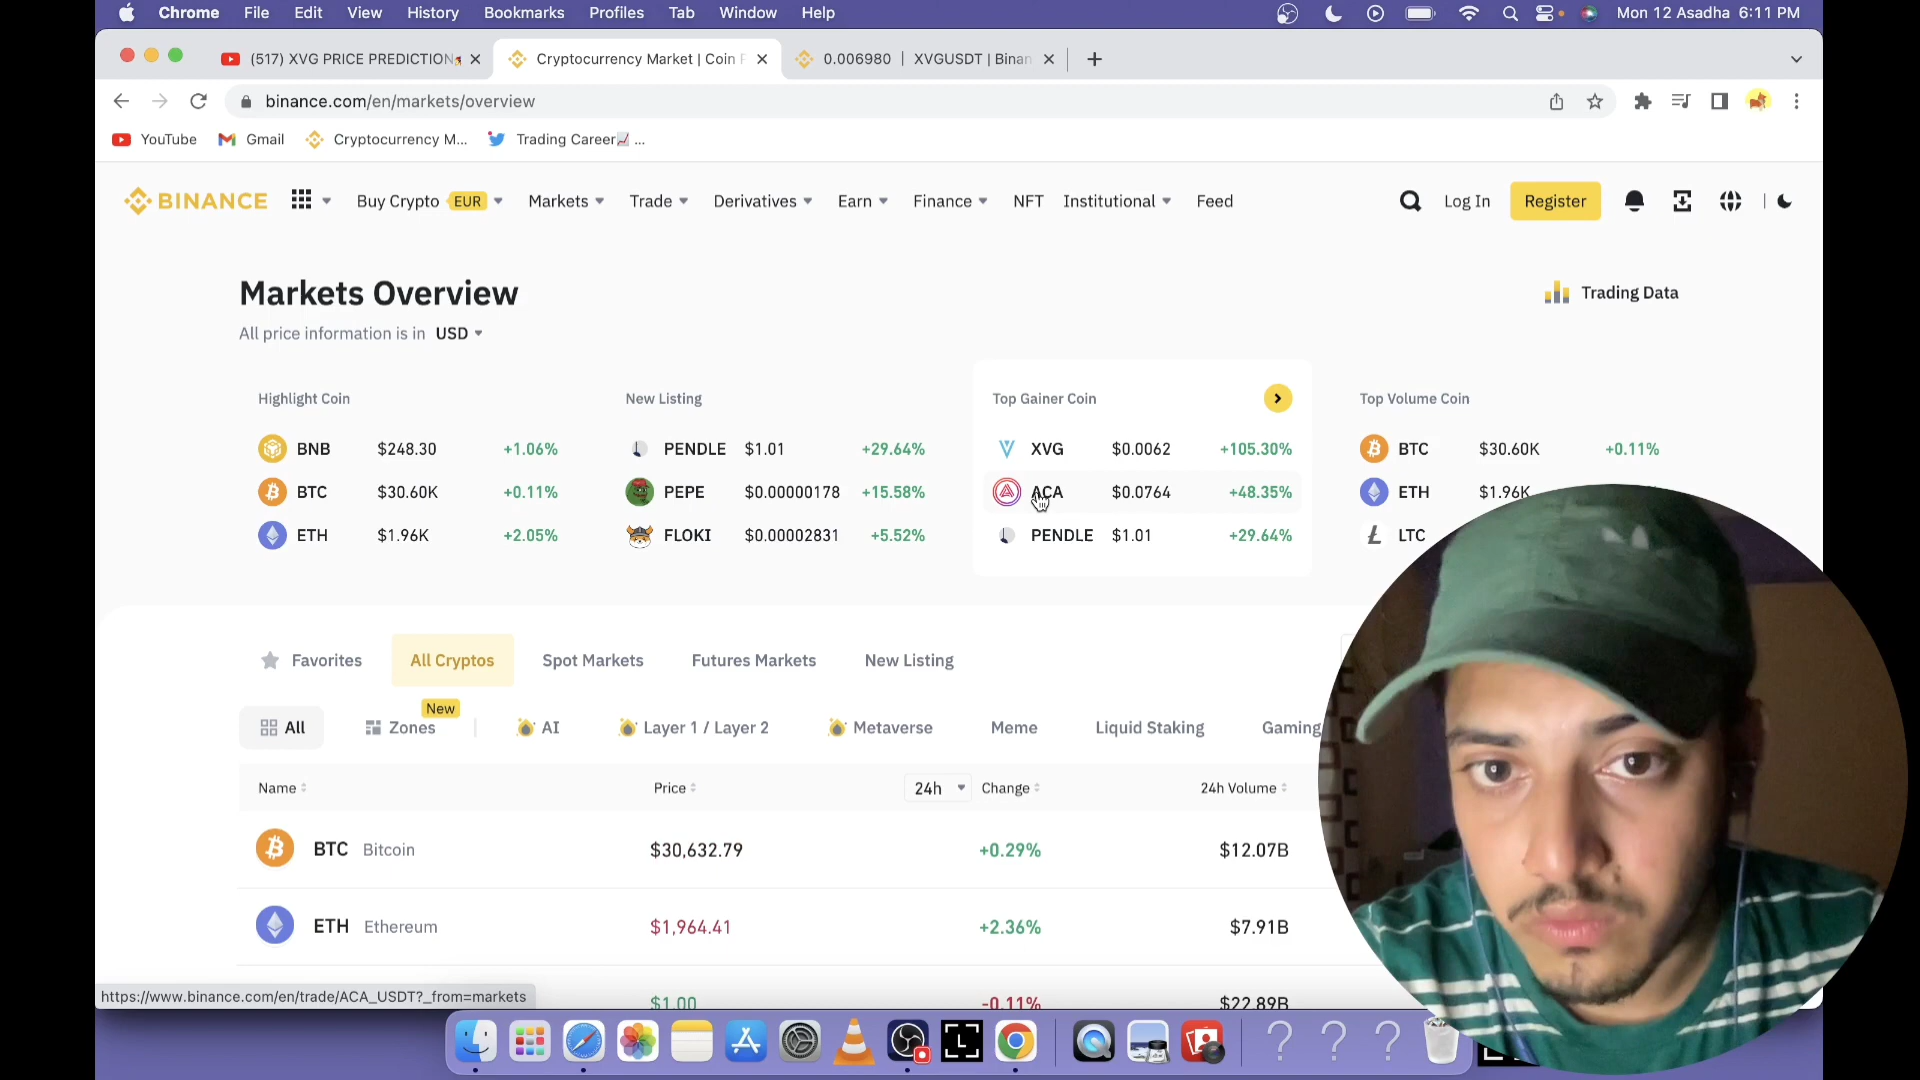 Chrome File Edit View History Bookmarks Profiles Tab Window Help Mon 12 Asadha 6:11 PM
(517) XVG PRICE PREDICTION Cryptocurrency Market | Coin P 0.006980 | XVGUSDT | Binan
binance.com/en/markets/overview
YouTube Gmail Cryptocurrency M... Trading Career📈 ...
BINANCE Buy Crypto EUR Markets Trade Derivatives Earn Finance NFT Institutional Feed Log In Register
Markets Overview Trading Data
All price information is in USD
Highlight Coin New Listing Top Gainer Coin Top Volume Coin
BNB $248.30 +1.06% PENDLE $1.01 +29.64% XVG $0.0062 +105.30% BTC $30.60K +0.11%
BTC $30.60K +0.11% PEPE $0.00000178 +15.58% ACA $0.0764 +48.35% ETH $1.96K
ETH $1.96K +2.05% FLOKI $0.00002831 +5.52% PENDLE $1.01 +29.64% LTC
Favorites All Cryptos Spot Markets Futures Markets New Listing
New
All Zones AI Layer 1 / Layer 2 Metaverse Meme Liquid Staking Gaming
Name Price 24h Change 24h Volume
BTC Bitcoin $30,632.79 +0.29% $12.07B
ETH Ethereum $1,964.41 +2.36% $7.91B
https://www.binance.com/en/trade/ACA_USDT?_from=markets
$1.00 -0.11% $22.89B